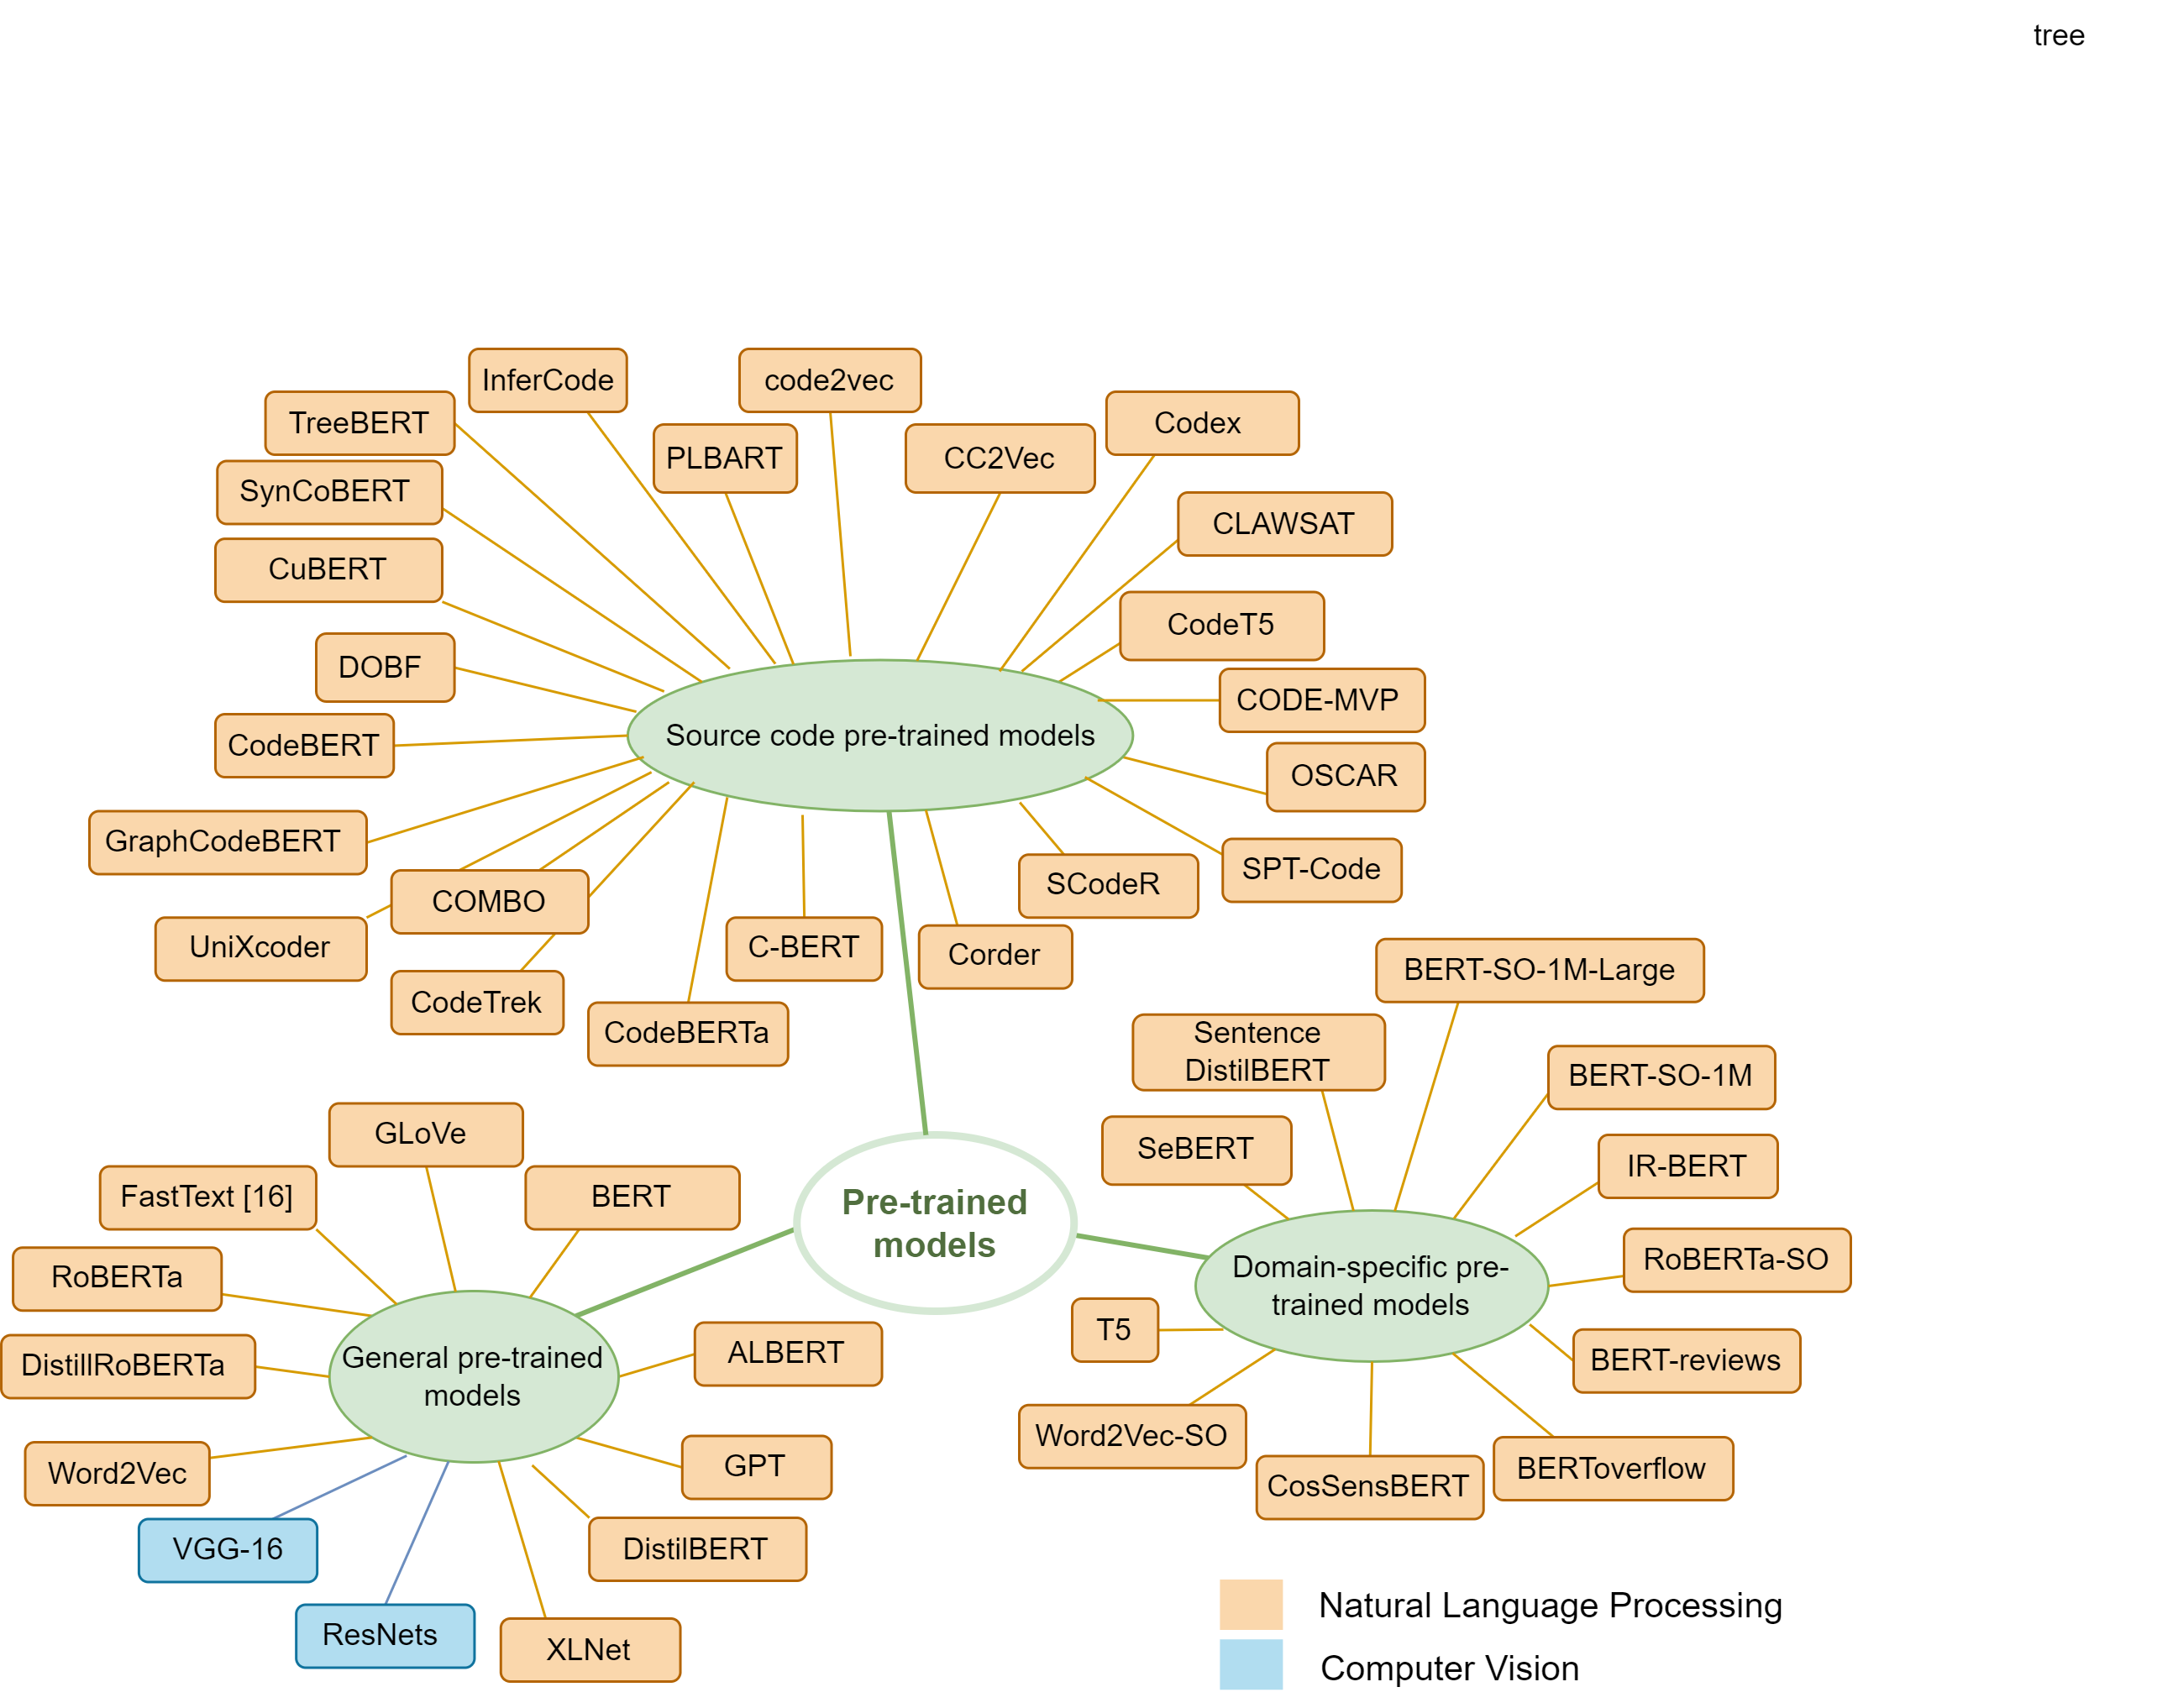 tree
InferCode
code2vec
TreeBERT
Codex
PLBART
CC2Vec
SynCoBERT
CLAWSAT
CuBERT
CodeT5
DOBF
CODE-MVP
CodeBERT
Source code pre-trained models
OSCAR
GraphCodeBERT
SPT-Code
SCodeR
COMBO
UniXcoder
C-BERT
Corder
BERT-SO-1M-Large
CodeTrek
CodeBERTa
Sentence
DistilBERT
BERT-SO-1M
GLoVe
SeBERT
IR-BERT
FastText [16]
BERT
Pre-trained
models
RoBERTa
Domain-specific pre-
trained models
RoBERTa-SO
T5
DistillRoBERTa
General pre-trained
models
ALBERT
BERT-reviews
Word2Vec-SO
Word2Vec
GPT
CosSensBERT
BERToverflow
VGG-16
DistilBERT
ResNets
XLNet
Natural Language Processing
Computer Vision